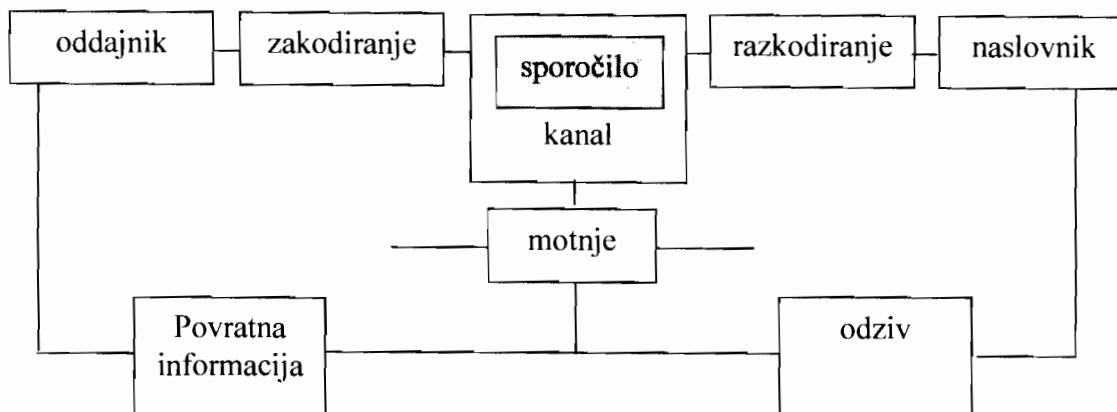 oddajnik
zakodiranje
sporočilo
kanal
razkodiranje
naslovnik
motnje
Povratna
informacija
odziv